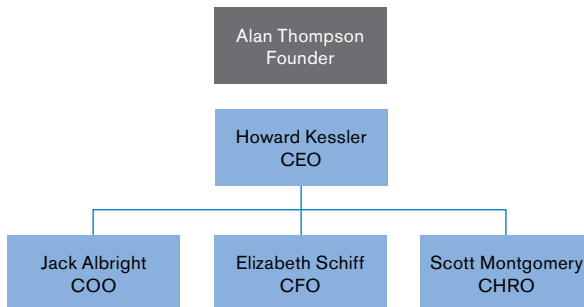 Alan Thompson
Founder
Howard Kessler
CEO
Jack Albright
COO
Elizabeth Schiff
CFO
Scott Montgomery
CHRO